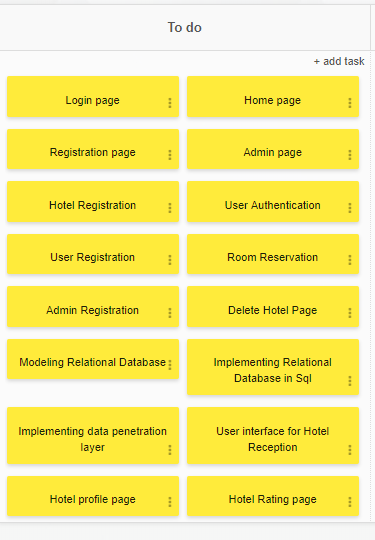 To do
+ add task
Login page
Home page
Registration page
Admin page
Hotel Registration
User Authentication
User Registration
Room Reservation
Admin Registration
Delete Hotel Page
Modeling Relational Database
Implementing Relational
Database in Sql
Implementing data penetration
layer
User interface for Hotel
Reception
Hotel profile page
Hotel Rating page